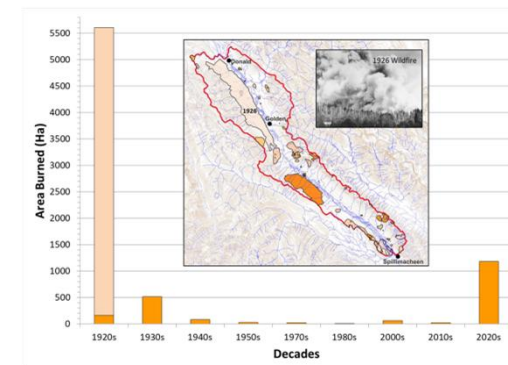 5500
5000
4500
4000
3500
3000
2500
2000
1500
1000
500
0
Area Burned (Ha)
1920s
1930s
1940s
1950s
1970s
1980s
2000s
2010s
2020s
Decades
Donald
1926
Golden
Spillimacheen
1926 Wildfire